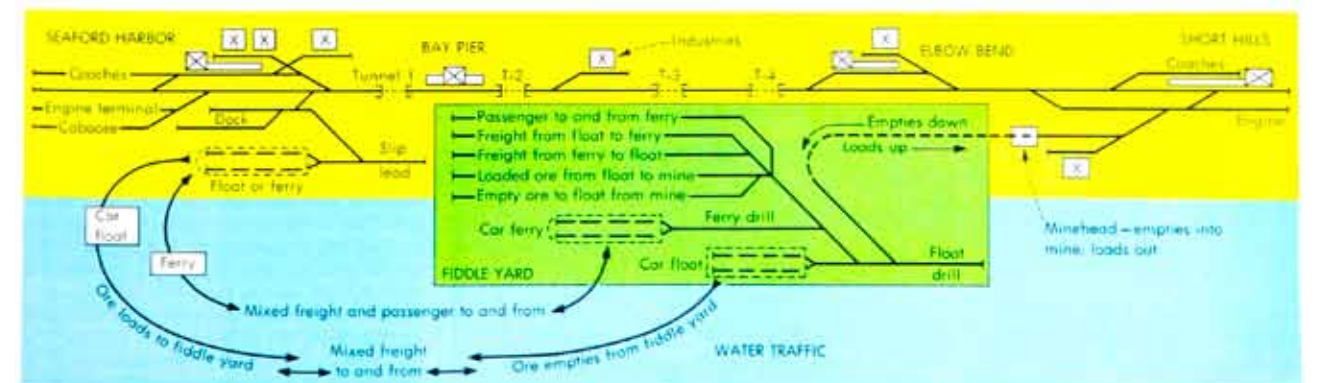 SEAFORD HARBOR
X X X
BAY PIER
X
Industries
X
ELBOW BEND
SHORT HILLS
Coaches
Coaches
Tunnel 1
T-2
T-3
T-4
Engine terminal
Caboose
Dock
Engine
Slip
lead
Float or ferry
Passenger to and from ferry
Freight from float to ferry
Freight from ferry to float
Loaded ore from float to mine
Empty ore to float from mine
Empties down
Loads up
X
Car ferry
Ferry drill
Car float
Float
drill
FIDDLE YARD
Minehead – empties into
mine, loads out
Car
float
Ferry
Mixed freight and passenger to and from
Ore loads to fiddle yard
Mixed freight
to and from
Ore empties from fiddle yard
WATER TRAFFIC